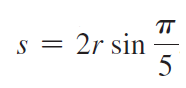 s = 2r sin π/5